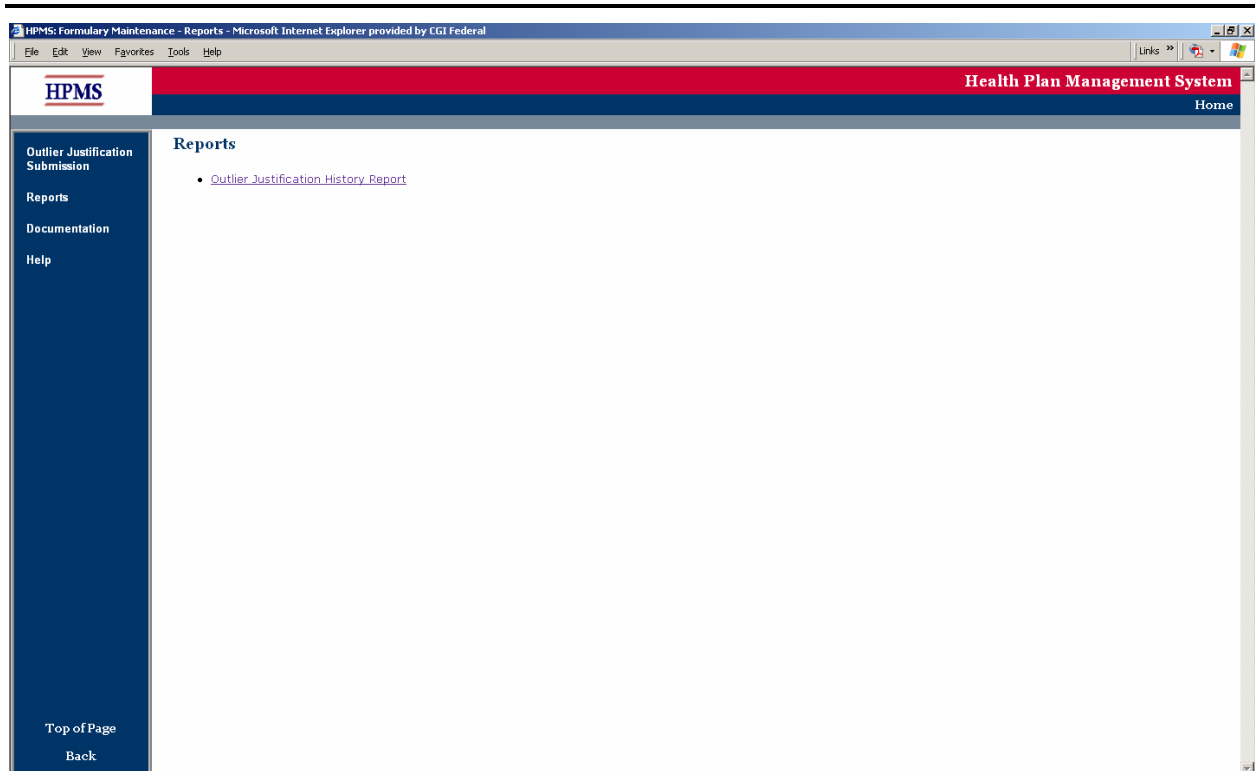 HPMS: Formulary Maintenance - Reports - Microsoft Internet Explorer provided by CGI Federal
File Edit View Favorites Tools Help
Links »
HPMS
Health Plan Management System
Home
Outlier Justification
Submission
Reports
Documentation
Help
Reports
• Outlier Justification History Report
Top of Page
Back